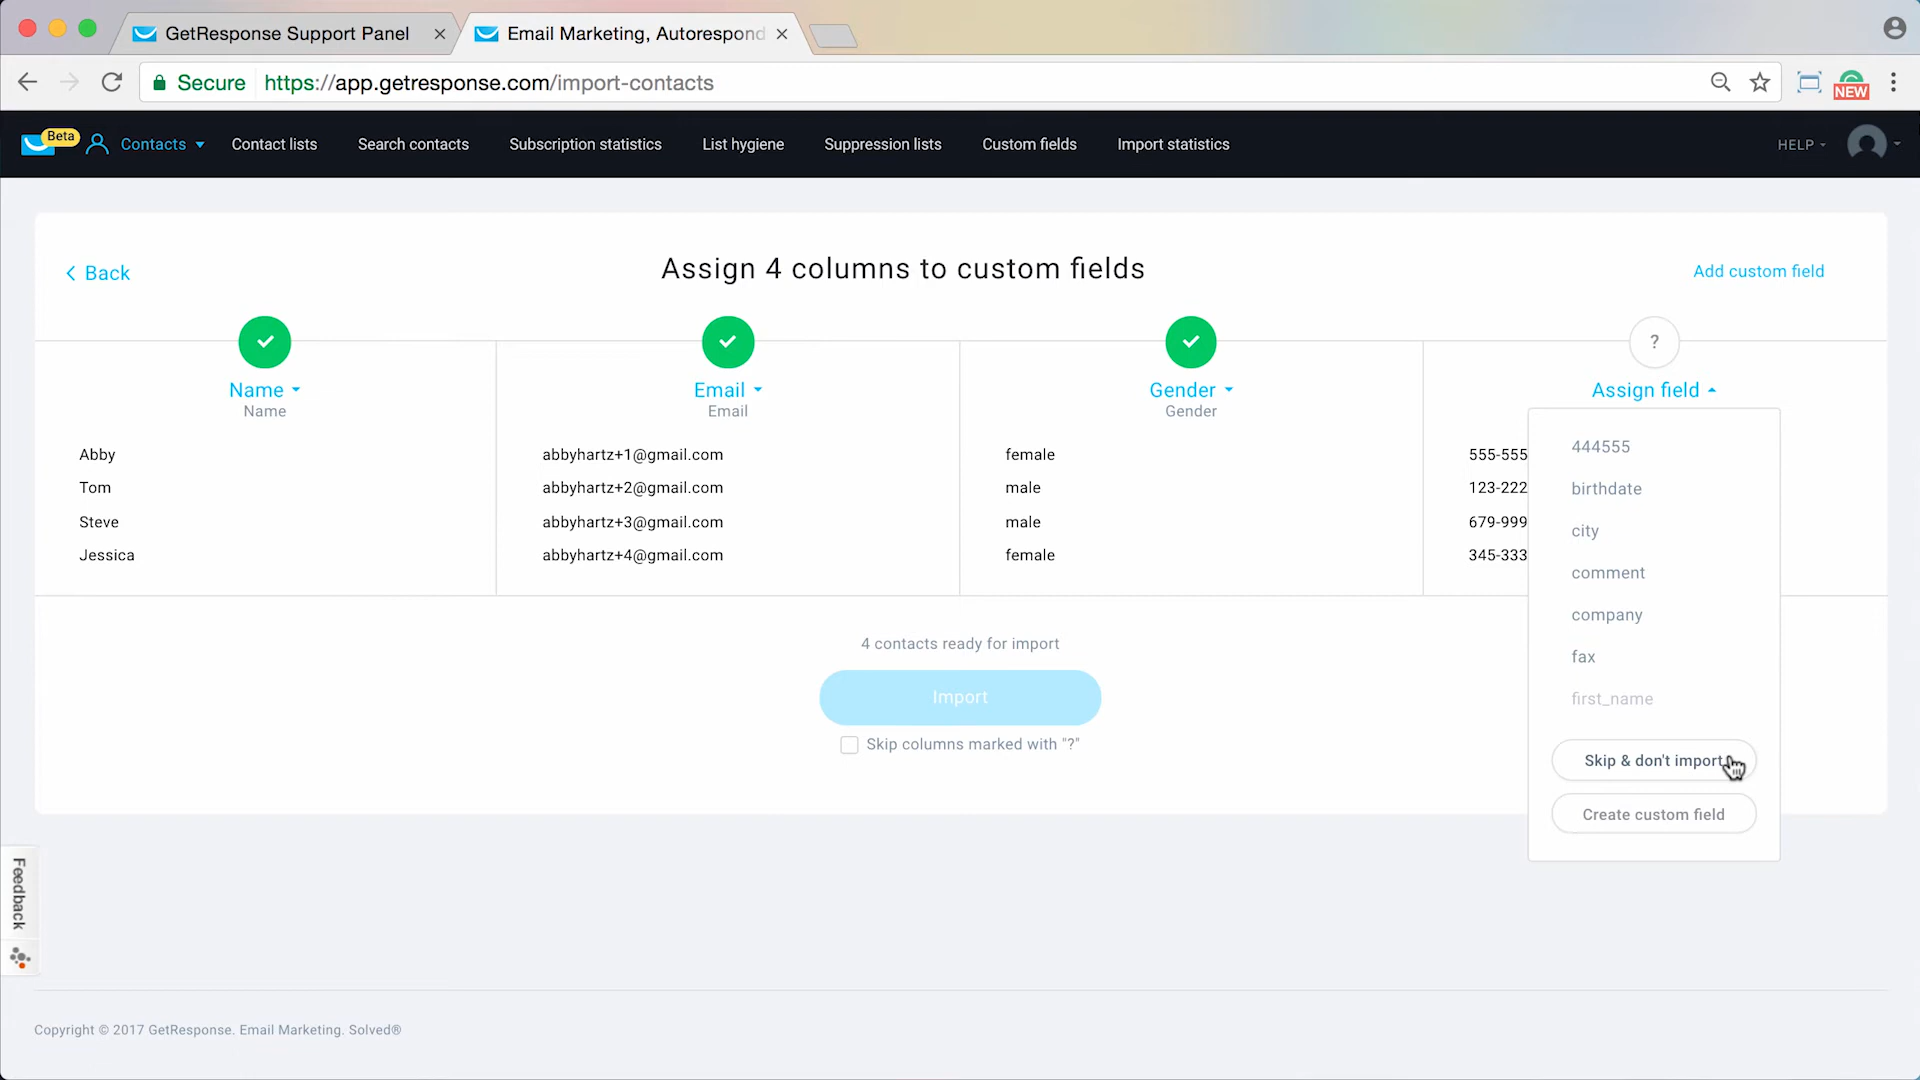 GetResponse Support Panel
Email Marketing, Autorespond
Secure https://app.getresponse.com/import-contacts
NEW
Beta
Contacts
Contact lists
Search contacts
Subscription statistics
List hygiene
Suppression lists
Custom fields
Import statistics
HELP
Back
Assign 4 columns to custom fields
Add custom field
?
Name
Email
Gender
Assign field
Name
Email
Gender
Abby
abbyhartz+1@gmail.com
female
555-555
Tom
abbyhartz+2@gmail.com
male
123-222
Steve
abbyhartz+3@gmail.com
male
679-999
Jessica
abbyhartz+4@gmail.com
female
345-333
444555
birthdate
city
comment
company
fax
first_name
Skip & don't import
Create custom field
4 contacts ready for import
Import
Skip columns marked with "?"
Feedback
Copyright © 2017 GetResponse. Email Marketing. Solved®